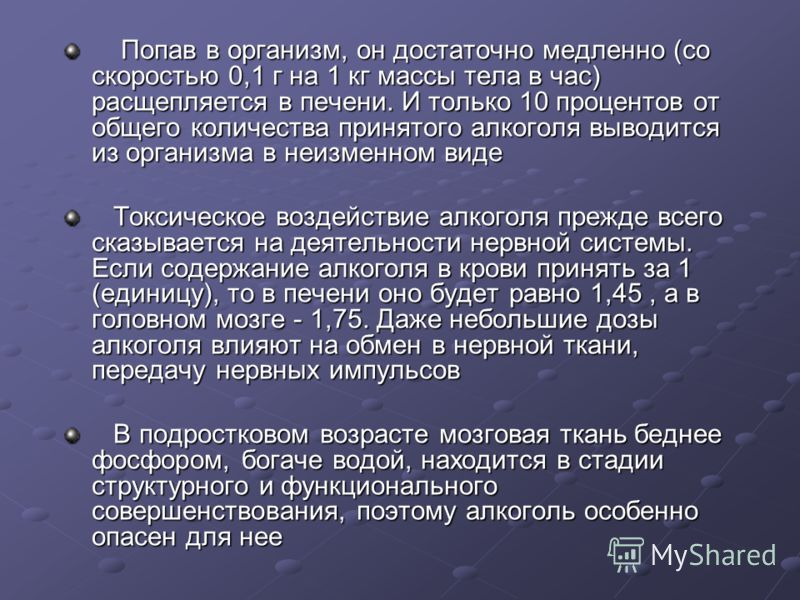 Попав в организм, он достаточно медленно (со
скоростью 0,1 г на 1 кг массы тела в час)
расщепляется в печени. И только 10 процентов от
общего количества принятого алкоголя выводится
из организма в неизменном виде
Токсическое воздействие алкоголя прежде всего
сказывается на деятельности нервной системы.
Если содержание алкоголя в крови принять за 1
(единицу), то в печени оно будет равно 1,45 , а в
головном мозге - 1,75. Даже небольшие дозы
алкоголя влияют на обмен в нервной ткани,
передачу нервных импульсов
В подростковом возрасте мозговая ткань беднее
фосфором, богаче водой, находится в стадии
структурного и функционального
совершенствования, поэтому алкоголь особенно
опасен для нее
MyShared